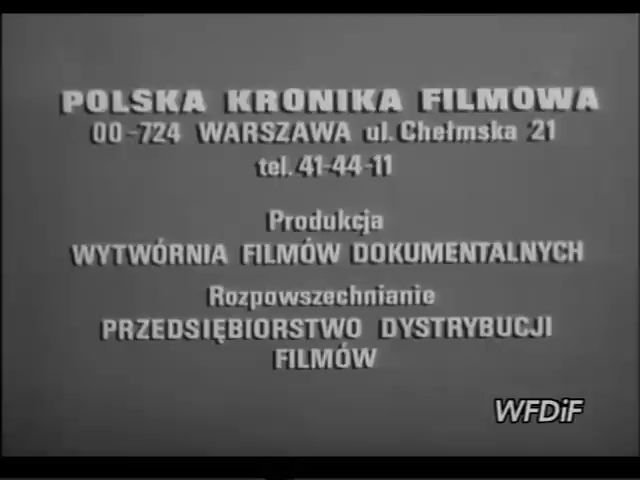 POLSKA KRONIKA FILMOWA
00-724 WARSZAWA ul. Chełmska 21
tel. 41-44-11
Produkcja
WYTWÓRNIA FILMÓW DOKUMENTALNYCH
Rozpowszechnianie
PRZEDSIĘBIORSTWO DYSTRYBUCJI
FILMÓW
WFDiF